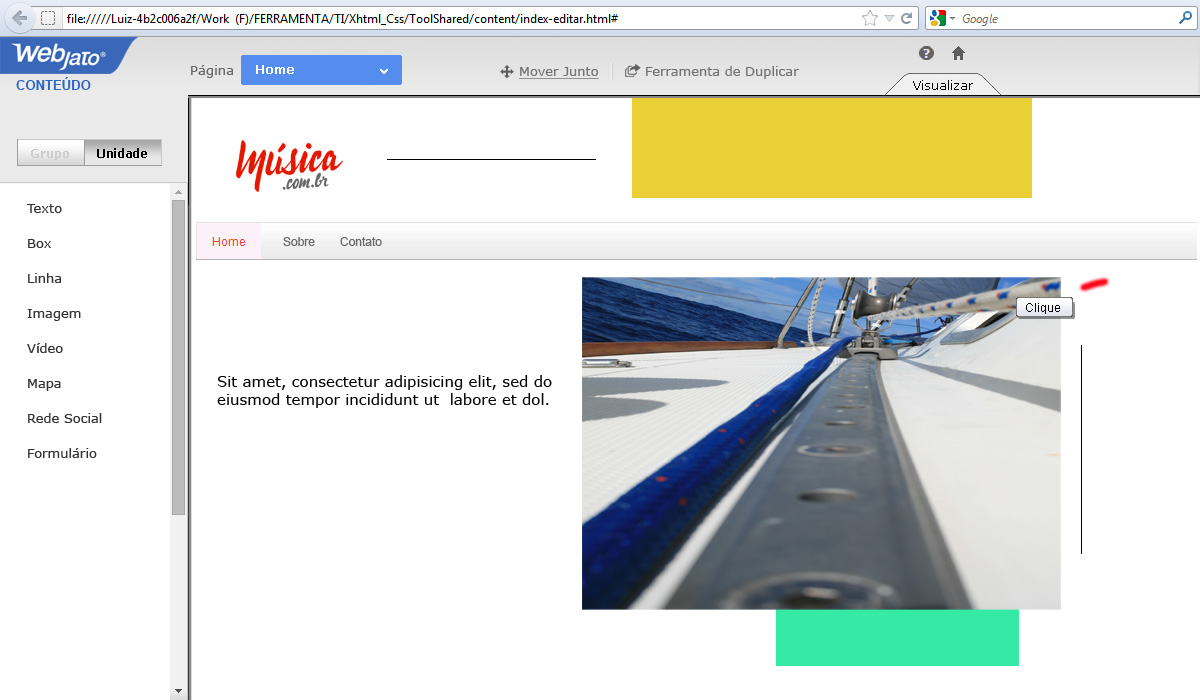 file://///Luiz-4b2c006a2f/Work (F)/FERRAMENTA/TI/Xhtml_Css/ToolShared/content/index-editar.html#
Google
Webjato®
CONTEÚDO
Página
Home
Mover Junto
Ferramenta de Duplicar
?
Visualizar
Grupo
Unidade
Texto
Box
Linha
Imagem
Vídeo
Mapa
Rede Social
Formulário
Música
.com.br
Home
Sobre
Contato
Clique
Sit amet, consectetur adipisicing elit, sed do
eiusmod tempor incididunt ut  labore et dol.